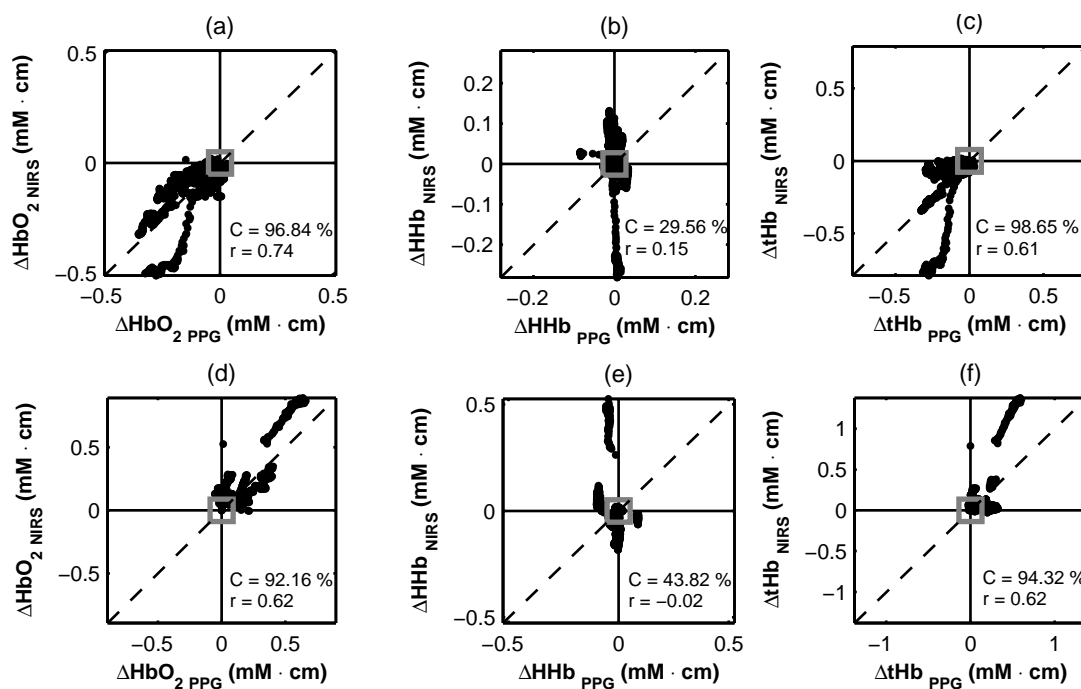 (a)
0.5
0
−0.5
−0.5 0 0.5
ΔHbO2 NIRS (mM · cm)
ΔHbO2 PPG (mM · cm)
C = 96.84 %
r = 0.74
(b)
0.2
0.1
0
−0.1
−0.2
−0.2 0 0.2
ΔHHb NIRS (mM · cm)
ΔHHb PPG (mM · cm)
C = 29.56 %
r = 0.15
(c)
0.5
0
−0.5
−0.5 0 0.5
ΔtHb NIRS (mM · cm)
ΔtHb PPG (mM · cm)
C = 98.65 %
r = 0.61
(d)
0.5
0
−0.5
−0.5 0 0.5
ΔHbO2 NIRS (mM · cm)
ΔHbO2 PPG (mM · cm)
C = 92.16 %
r = 0.62
(e)
0.5
0
−0.5
−0.5 0 0.5
ΔHHb NIRS (mM · cm)
ΔHHb PPG (mM · cm)
C = 43.82 %
r = −0.02
(f)
1
0.5
0
−0.5
−1
−1 0 1
ΔtHb NIRS (mM · cm)
ΔtHb PPG (mM · cm)
C = 94.32 %
r = 0.62